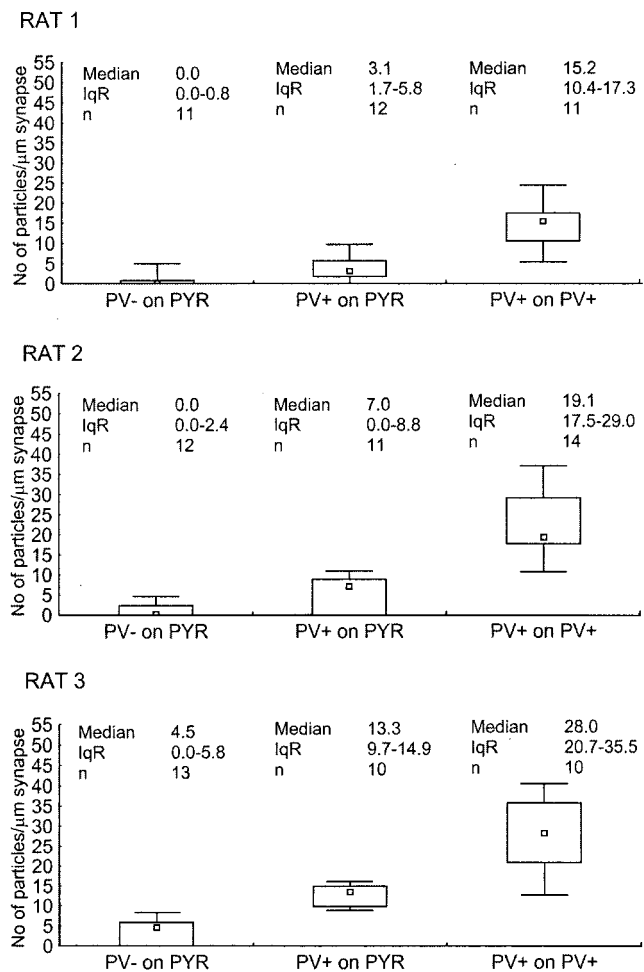 RAT 1
No of particles/µm synapse
55
50
45
40
35
30
25
20
15
10
5
0
Median 0.0
IqR 0.0-0.8
n 11
Median 3.1
IqR 1.7-5.8
n 12
Median 15.2
IqR 10.4-17.3
n 11
PV- on PYR
PV+ on PYR
PV+ on PV+
RAT 2
No of particles/µm synapse
55
50
45
40
35
30
25
20
15
10
5
0
Median 0.0
IqR 0.0-2.4
n 12
Median 7.0
IqR 0.0-8.8
n 11
Median 19.1
IqR 17.5-29.0
n 14
PV- on PYR
PV+ on PYR
PV+ on PV+
RAT 3
No of particles/µm synapse
55
50
45
40
35
30
25
20
15
10
5
0
Median 4.5
IqR 0.0-5.8
n 13
Median 13.3
IqR 9.7-14.9
n 10
Median 28.0
IqR 20.7-35.5
n 10
PV- on PYR
PV+ on PYR
PV+ on PV+